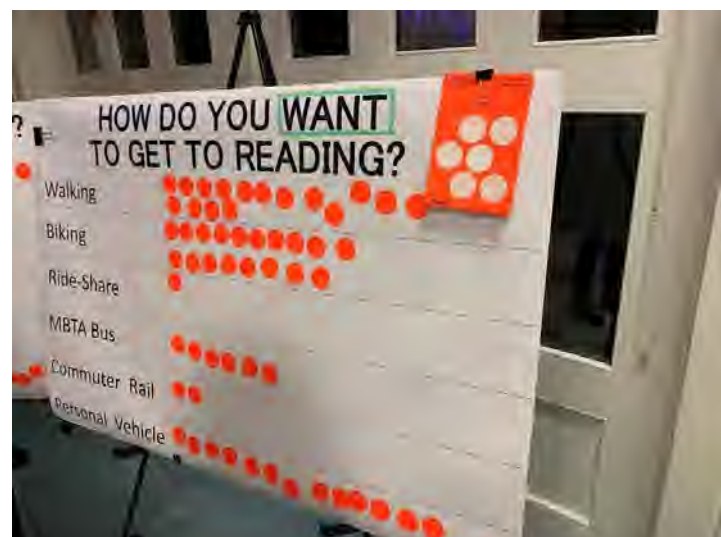 ?
HOW DO YOU WANT
TO GET TO READING?
Walking
Biking
Ride-Share
MBTA Bus
Commuter Rail
Personal Vehicle